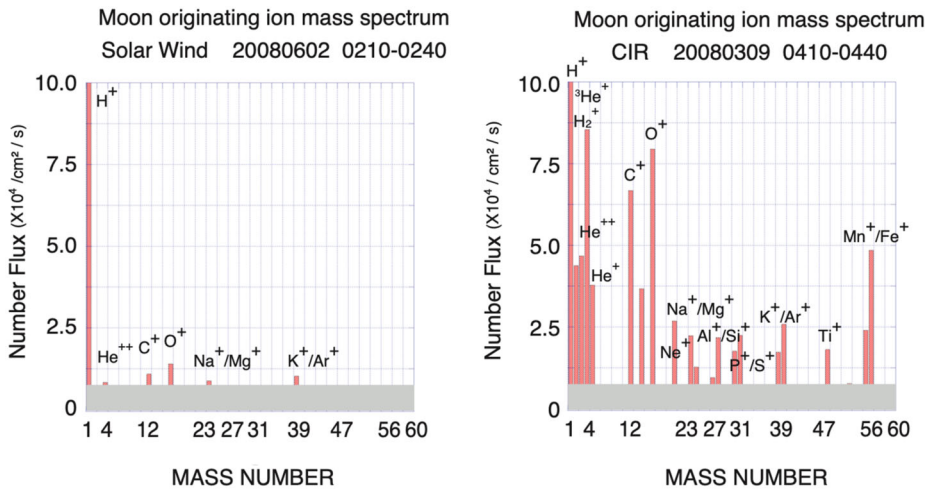 Moon originating ion mass spectrum
Solar Wind 20080602 0210-0240
10.0
7.5
5.0
2.5
0
Number Flux (X10⁴ /cm² / s)
H⁺
He⁺⁺
C⁺
O⁺
Na⁺/Mg⁺
K⁺/Ar⁺
1 4 12 23 27 31 39 47 56 60
MASS NUMBER
Moon originating ion mass spectrum
CIR 20080309 0410-0440
10.0
7.5
5.0
2.5
0
Number Flux (X10⁴ / cm² / s)
H⁺
³He⁺
H₂⁺
He⁺⁺
He⁺
C⁺
O⁺
Ne⁺
Na⁺/Mg⁺
Al⁺/Si⁺
P⁺/S⁺
K⁺/Ar⁺
Ti⁺
Mn⁺/Fe⁺
1 4 12 23 27 31 39 47 56 60
MASS NUMBER